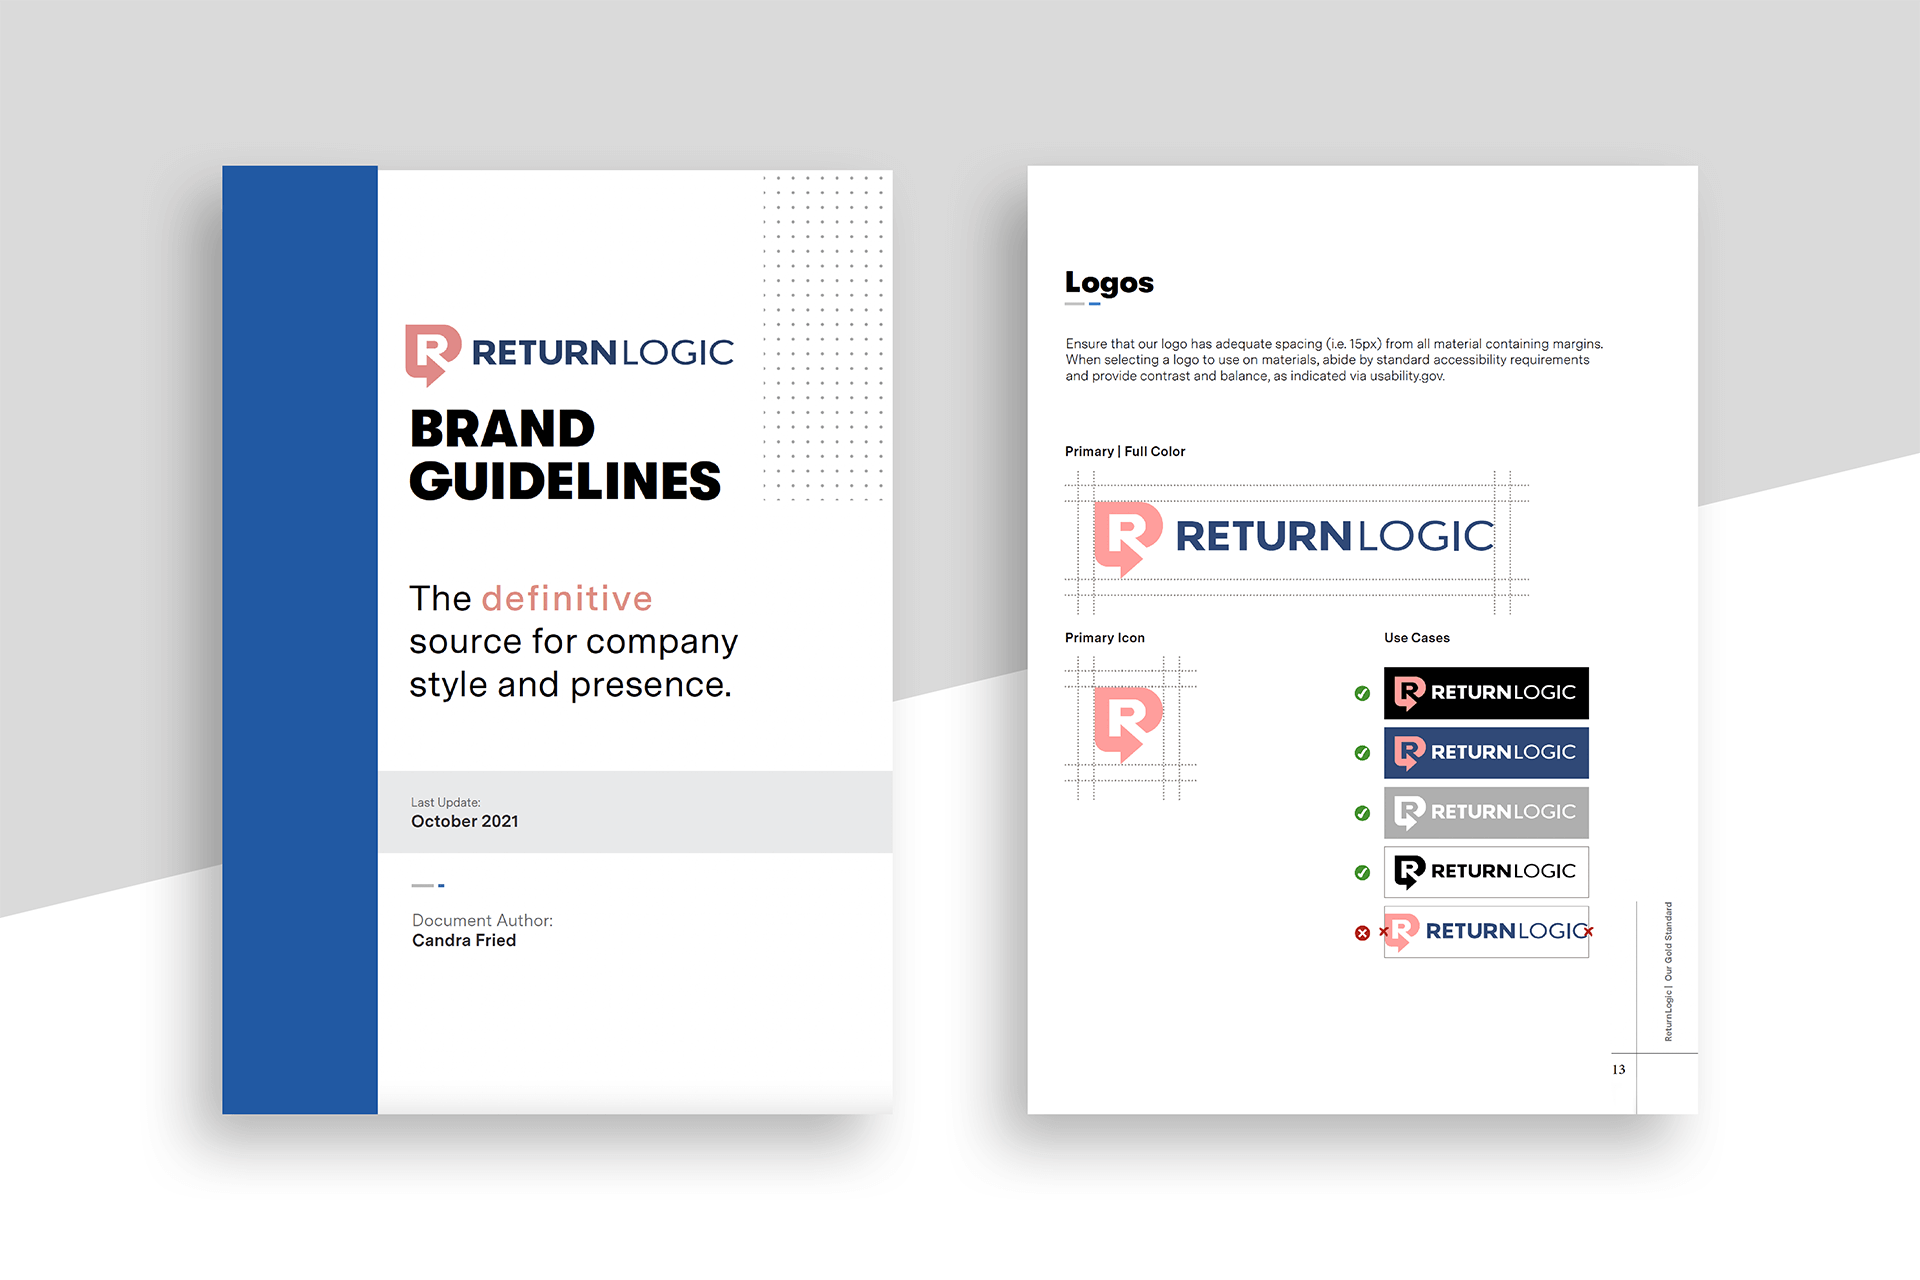 R RETURNLOGIC
BRAND
GUIDELINES
The definitive
source for company
style and presence.
Last Update:
October 2021
Document Author:
Candra Fried
Logos
Ensure that our logo has adequate spacing (i.e. 15px) from all material containing margins.
When selecting a logo to use on materials, abide by standard accessibility requirements
and provide contrast and balance, as indicated via usability.gov.
Primary | Full Color
R RETURNLOGIC
Primary Icon
R
Use Cases
R RETURNLOGIC
R RETURNLOGIC
R RETURNLOGIC
R RETURNLOGIC
R RETURNLOGIC
ReturnLogic | Our Gold Standard
13